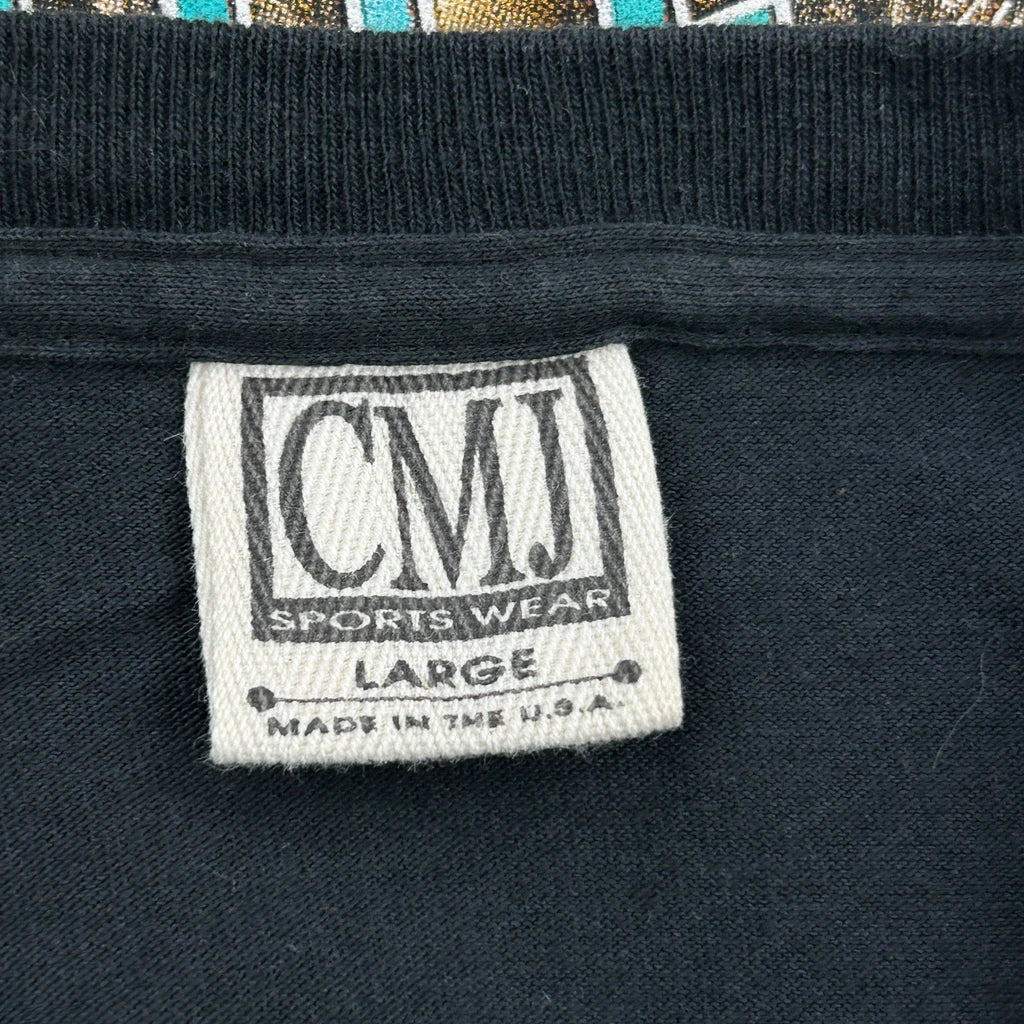 CMJ
SPORTS WEAR
LARGE
MADE IN THE U.S.A.